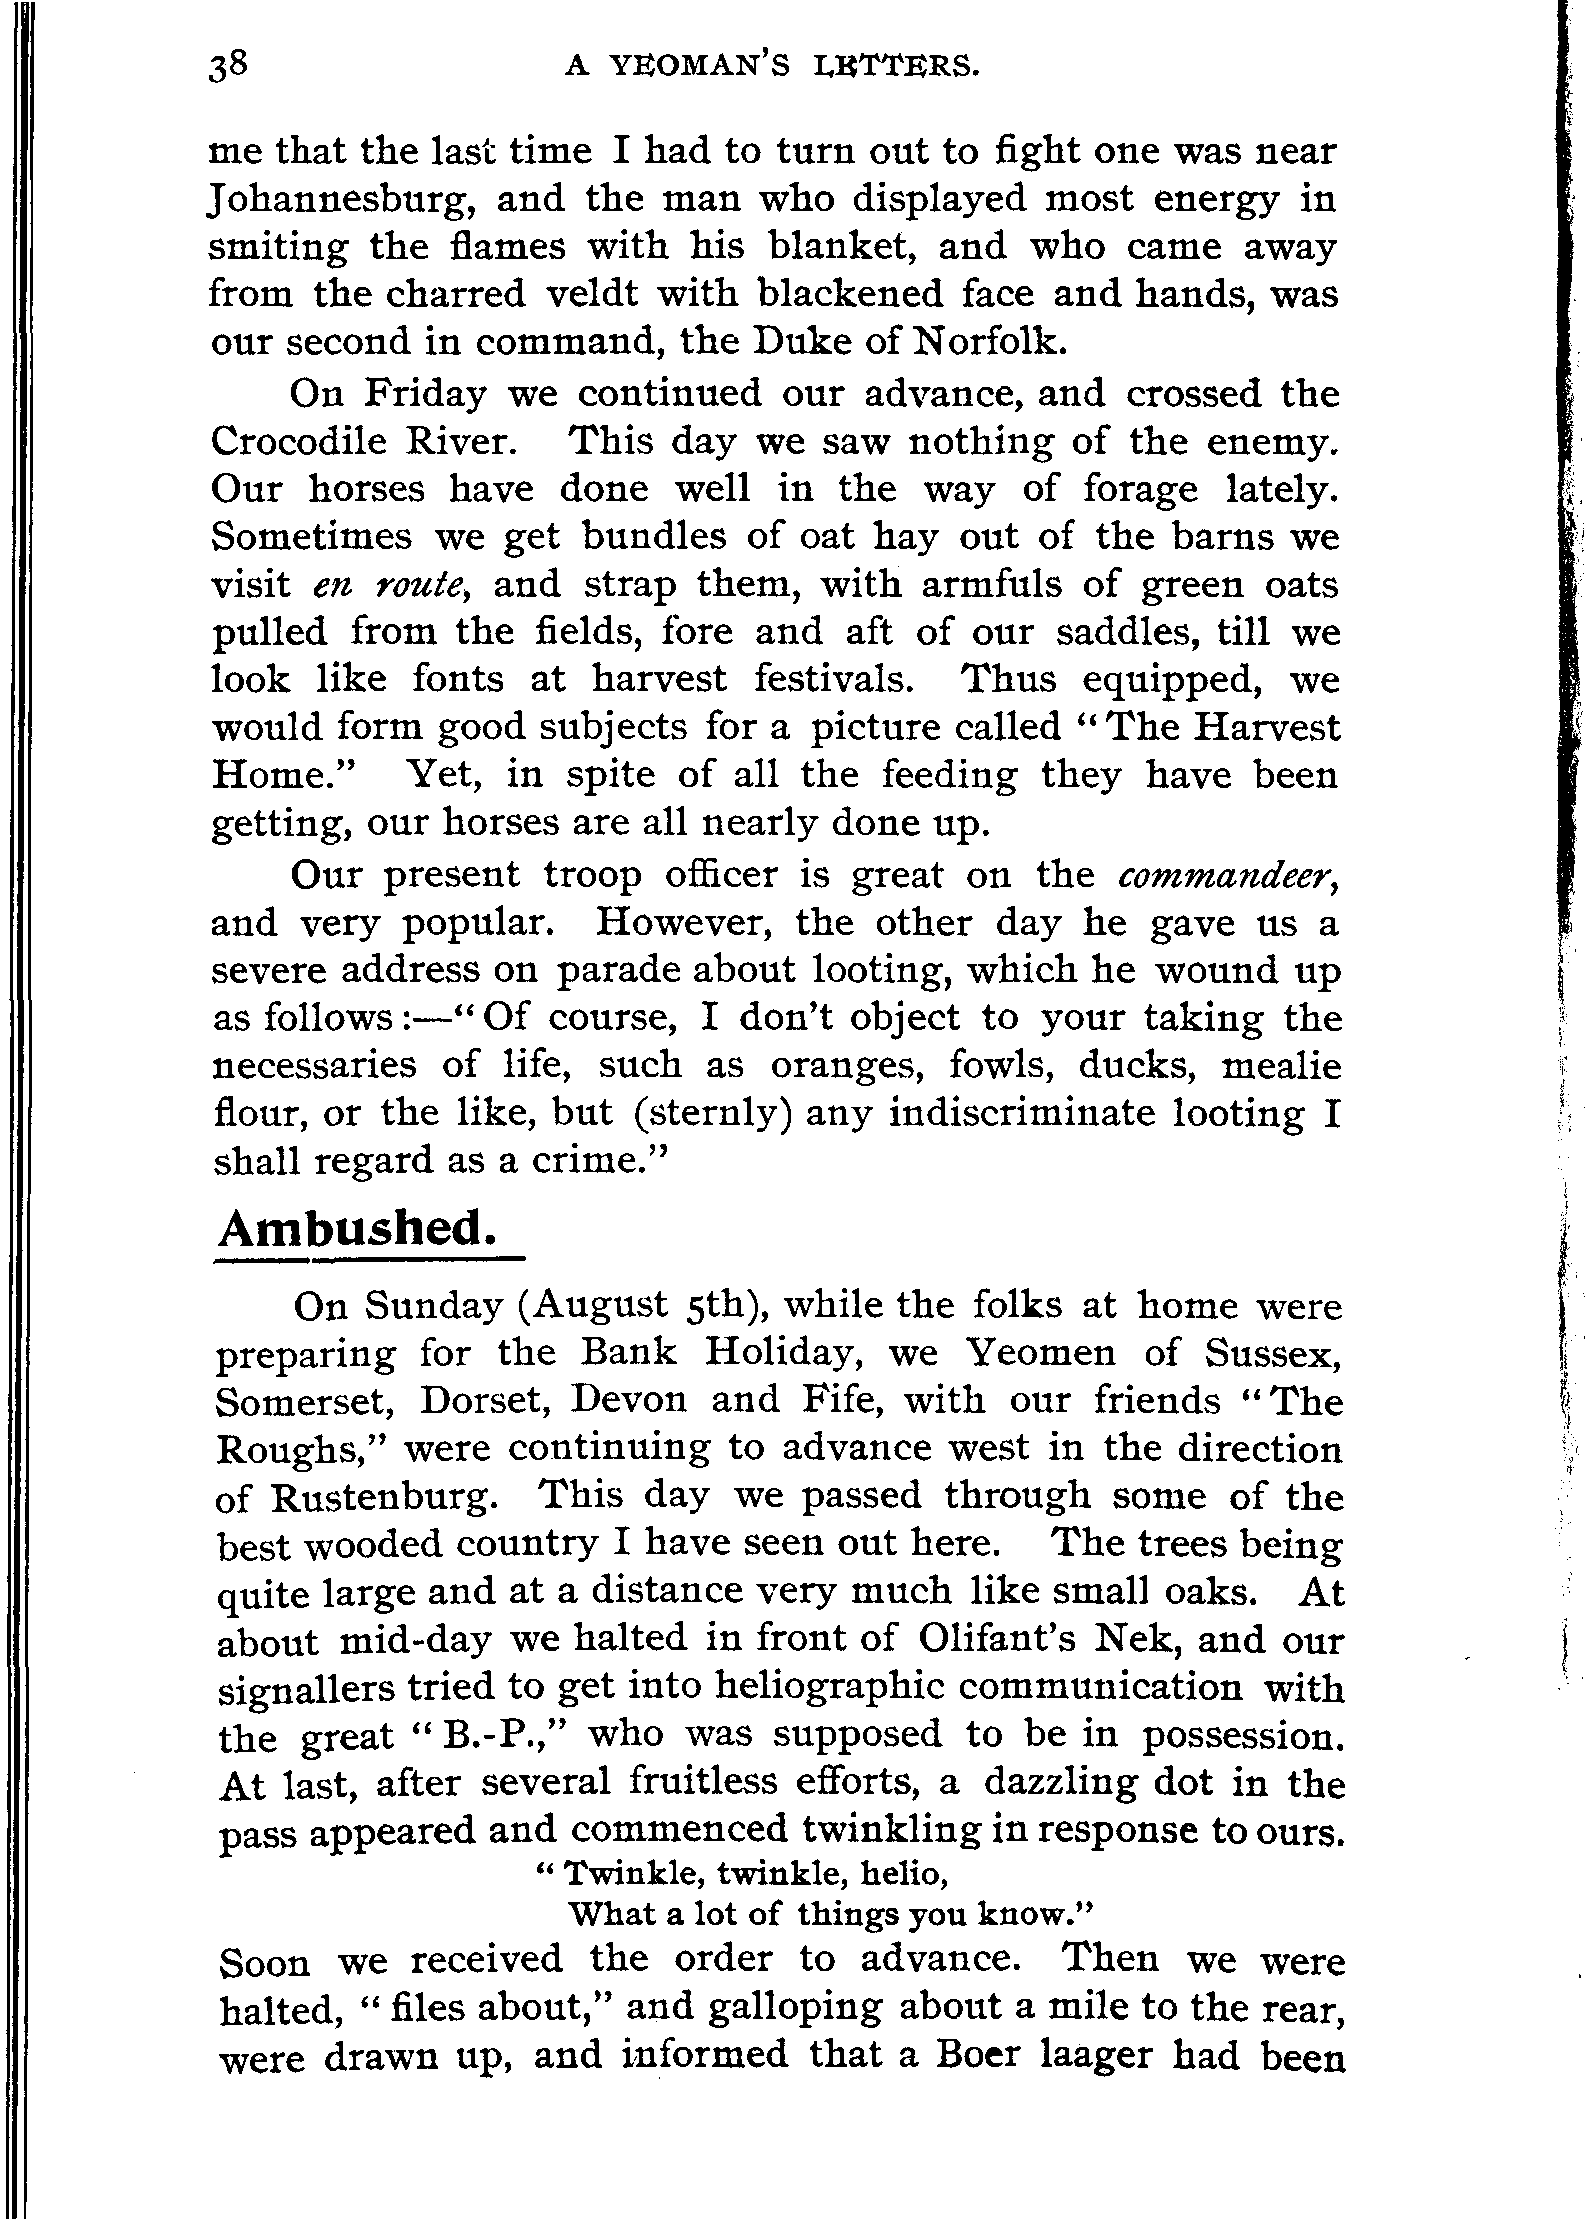 38 A YEOMAN'S LETTERS.
me that the last time I had to turn out to fight one was near
Johannesburg, and the man who displayed most energy in
smiting the flames with his blanket, and who came away
from the charred veldt with blackened face and hands, was
our second in command, the Duke of Norfolk.
On Friday we continued our advance, and crossed the
Crocodile River. This day we saw nothing of the enemy.
Our horses have done well in the way of forage lately.
Sometimes we get bundles of oat hay out of the barns we
visit en route, and strap them, with armfuls of green oats
pulled from the fields, fore and aft of our saddles, till we
look like fonts at harvest festivals. Thus equipped, we
would form good subjects for a picture called “The Harvest
Home.” Yet, in spite of all the feeding they have been
getting, our horses are all nearly done up.
Our present troop officer is great on the commandeer,
and very popular. However, the other day he gave us a
severe address on parade about looting, which he wound up
as follows:—“Of course, I don't object to your taking the
necessaries of life, such as oranges, fowls, ducks, mealie
flour, or the like, but (sternly) any indiscriminate looting I
shall regard as a crime.”
Ambushed.
On Sunday (August 5th), while the folks at home were
preparing for the Bank Holiday, we Yeomen of Sussex,
Somerset, Dorset, Devon and Fife, with our friends “The
Roughs,” were continuing to advance west in the direction
of Rustenburg. This day we passed through some of the
best wooded country I have seen out here. The trees being
quite large and at a distance very much like small oaks. At
about mid-day we halted in front of Olifant's Nek, and our
signallers tried to get into heliographic communication with
the great “B.-P.,” who was supposed to be in possession.
At last, after several fruitless efforts, a dazzling dot in the
pass appeared and commenced twinkling in response to ours.
“Twinkle, twinkle, helio,
What a lot of things you know.”
Soon we received the order to advance. Then we were
halted, “files about,” and galloping about a mile to the rear,
were drawn up, and informed that a Boer laager had been